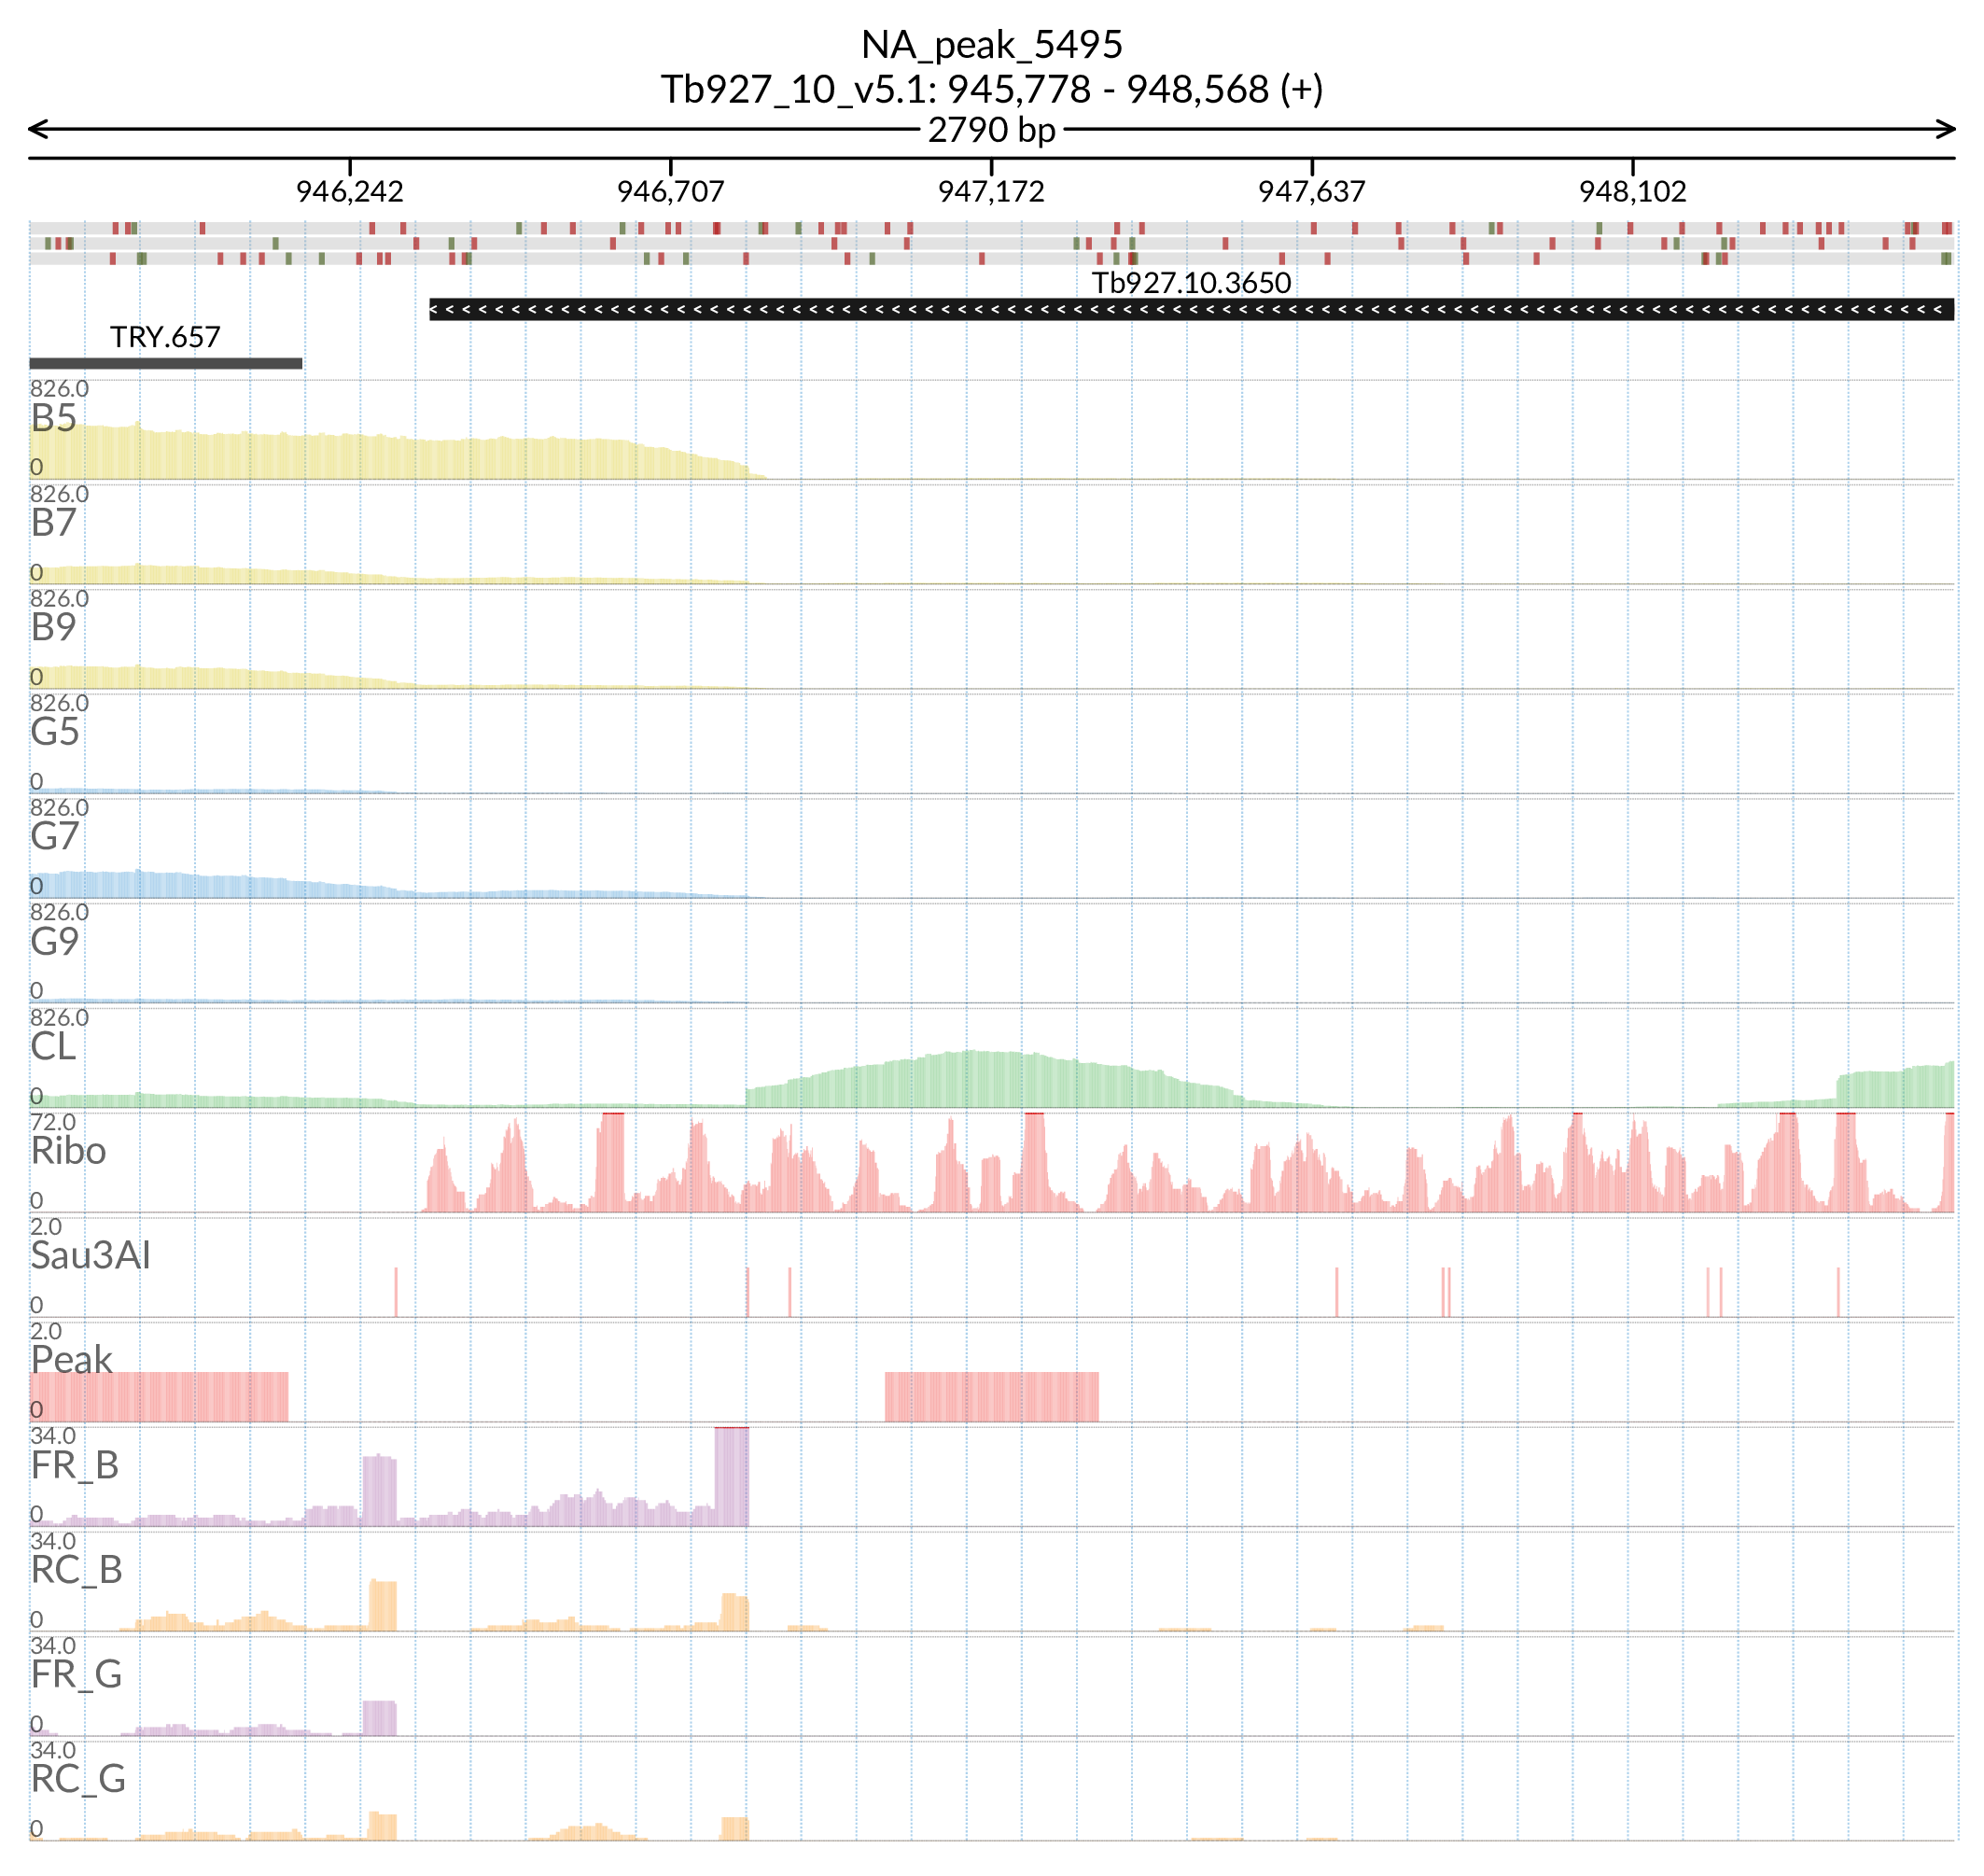 NA_peak_5495
Tb927_10_v5.1: 945,778 - 948,568 (+)
2790 bp
946,242 946,707 947,172 947,637 948,102
Tb927.10.3650
TRY.657
826.0
B5
0
826.0
B7
0
826.0
B9
0
826.0
G5
0
826.0
G7
0
826.0
G9
0
826.0
CL
0
72.0
Ribo
0
2.0
Sau3AI
0
2.0
Peak
0
34.0
FR_B
0
34.0
RC_B
0
34.0
FR_G
0
34.0
RC_G
0